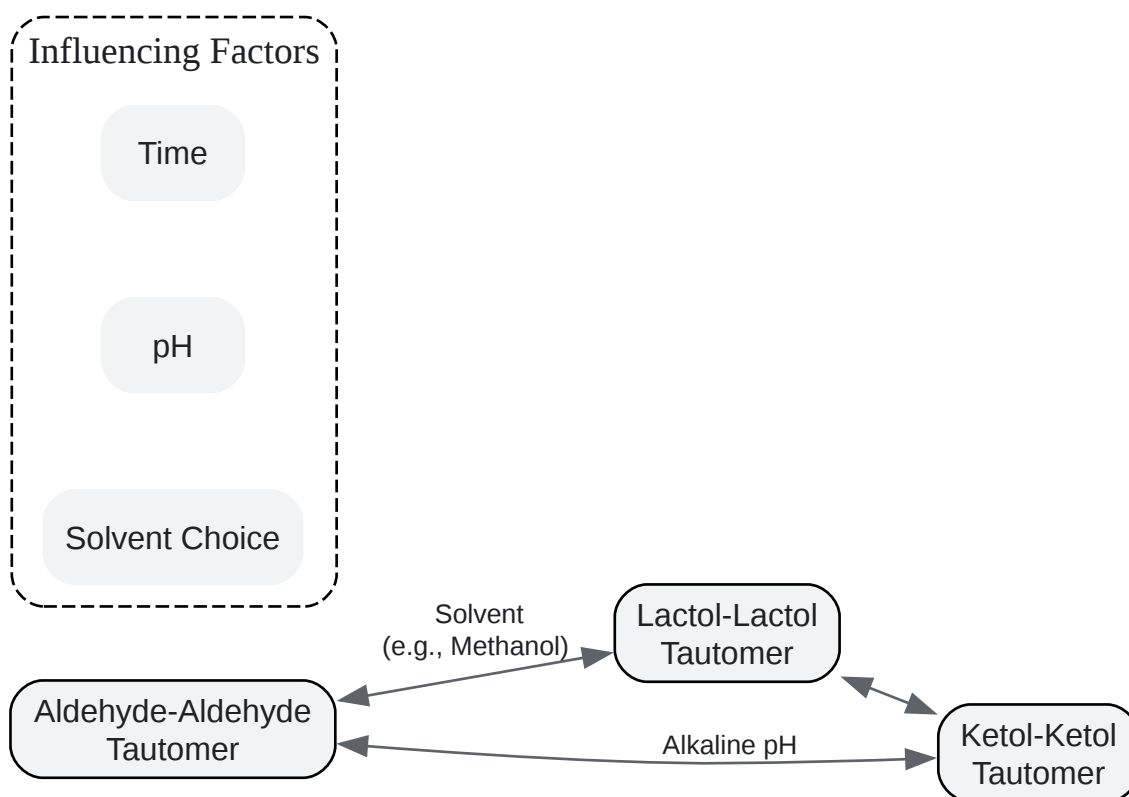 Influencing Factors
Time
pH
Solvent Choice
Solvent
(e.g., Methanol)
Lactol-Lactol
Tautomer
Aldehyde-Aldehyde
Tautomer
Alkaline pH
Ketol-Ketol
Tautomer